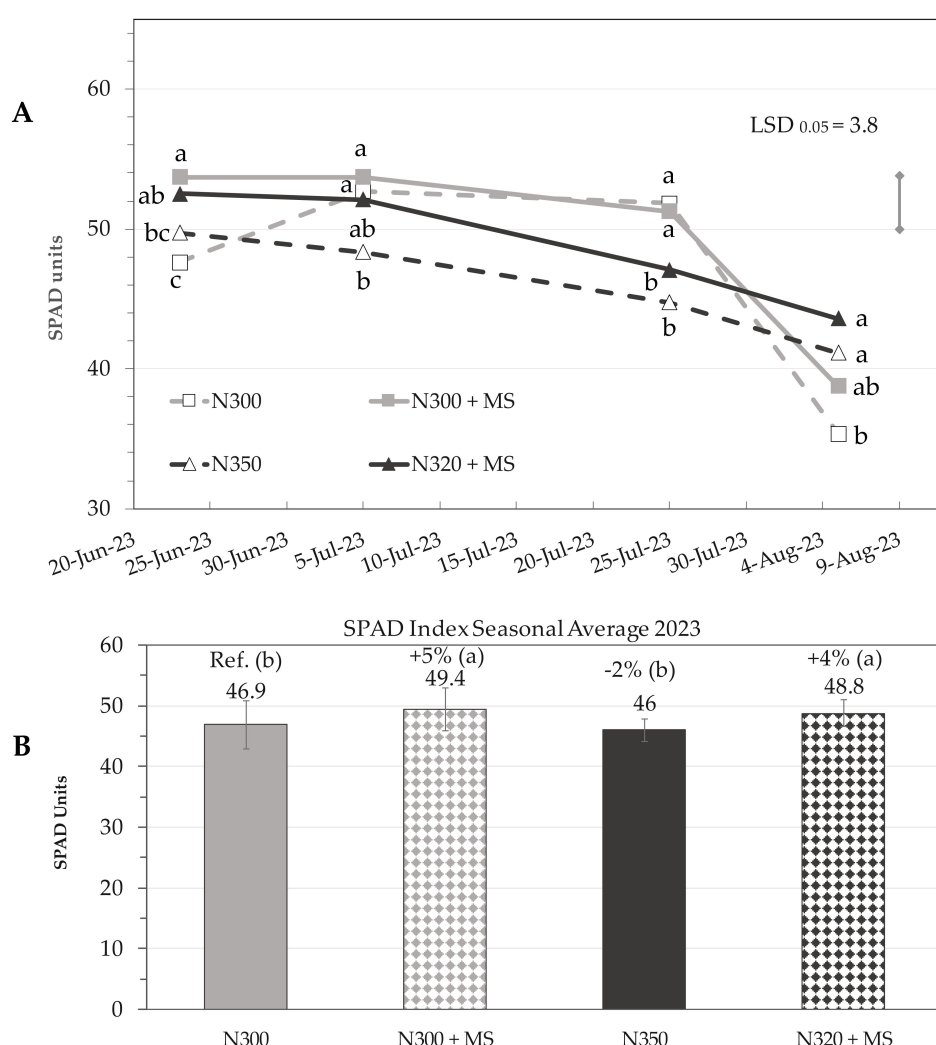 60
A
LSD 0.05 = 3.8
a
a
a
a
ab
50
bc
ab
a
c
b
b
b
SPAD units
a
a
40
ab
N300
N300 + MS
b
N350
N320 + MS
30
20-Jun-23
25-Jun-23
30-Jun-23
5-Jul-23
10-Jul-23
15-Jul-23
20-Jul-23
25-Jul-23
30-Jul-23
4-Aug-23
9-Aug-23
SPAD Index Seasonal Average 2023
60
Ref. (b)
46.9
+5% (a)
49.4
-2% (b)
46
+4% (a)
48.8
50
B
40
SPAD Units
30
20
10
0
N300
N300 + MS
N350
N320 + MS